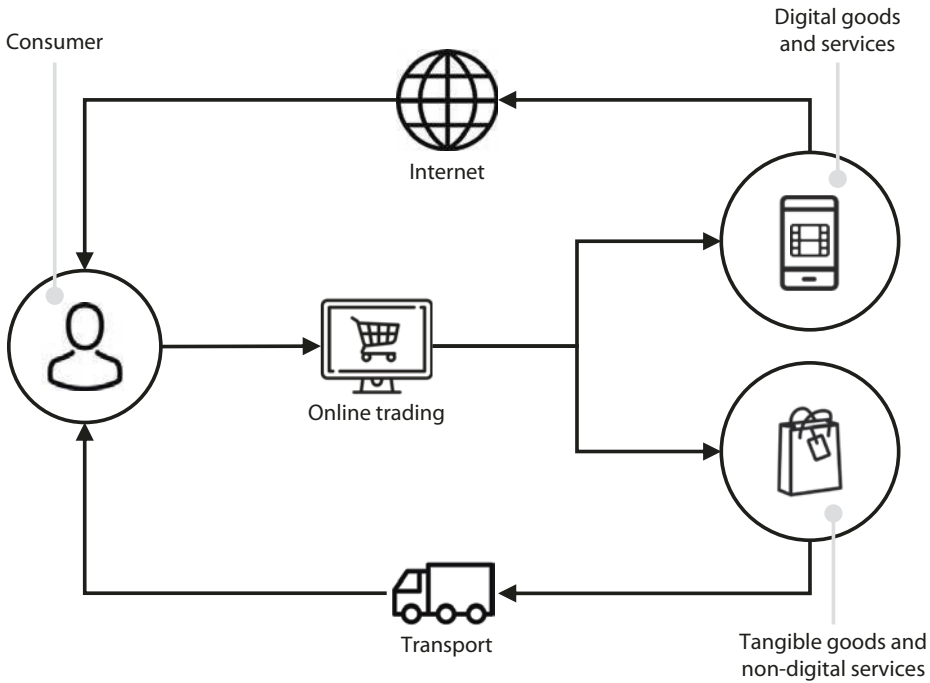 Digital goods
and services
Consumer
Internet
Online trading
Transport
Tangible goods and
non-digital services